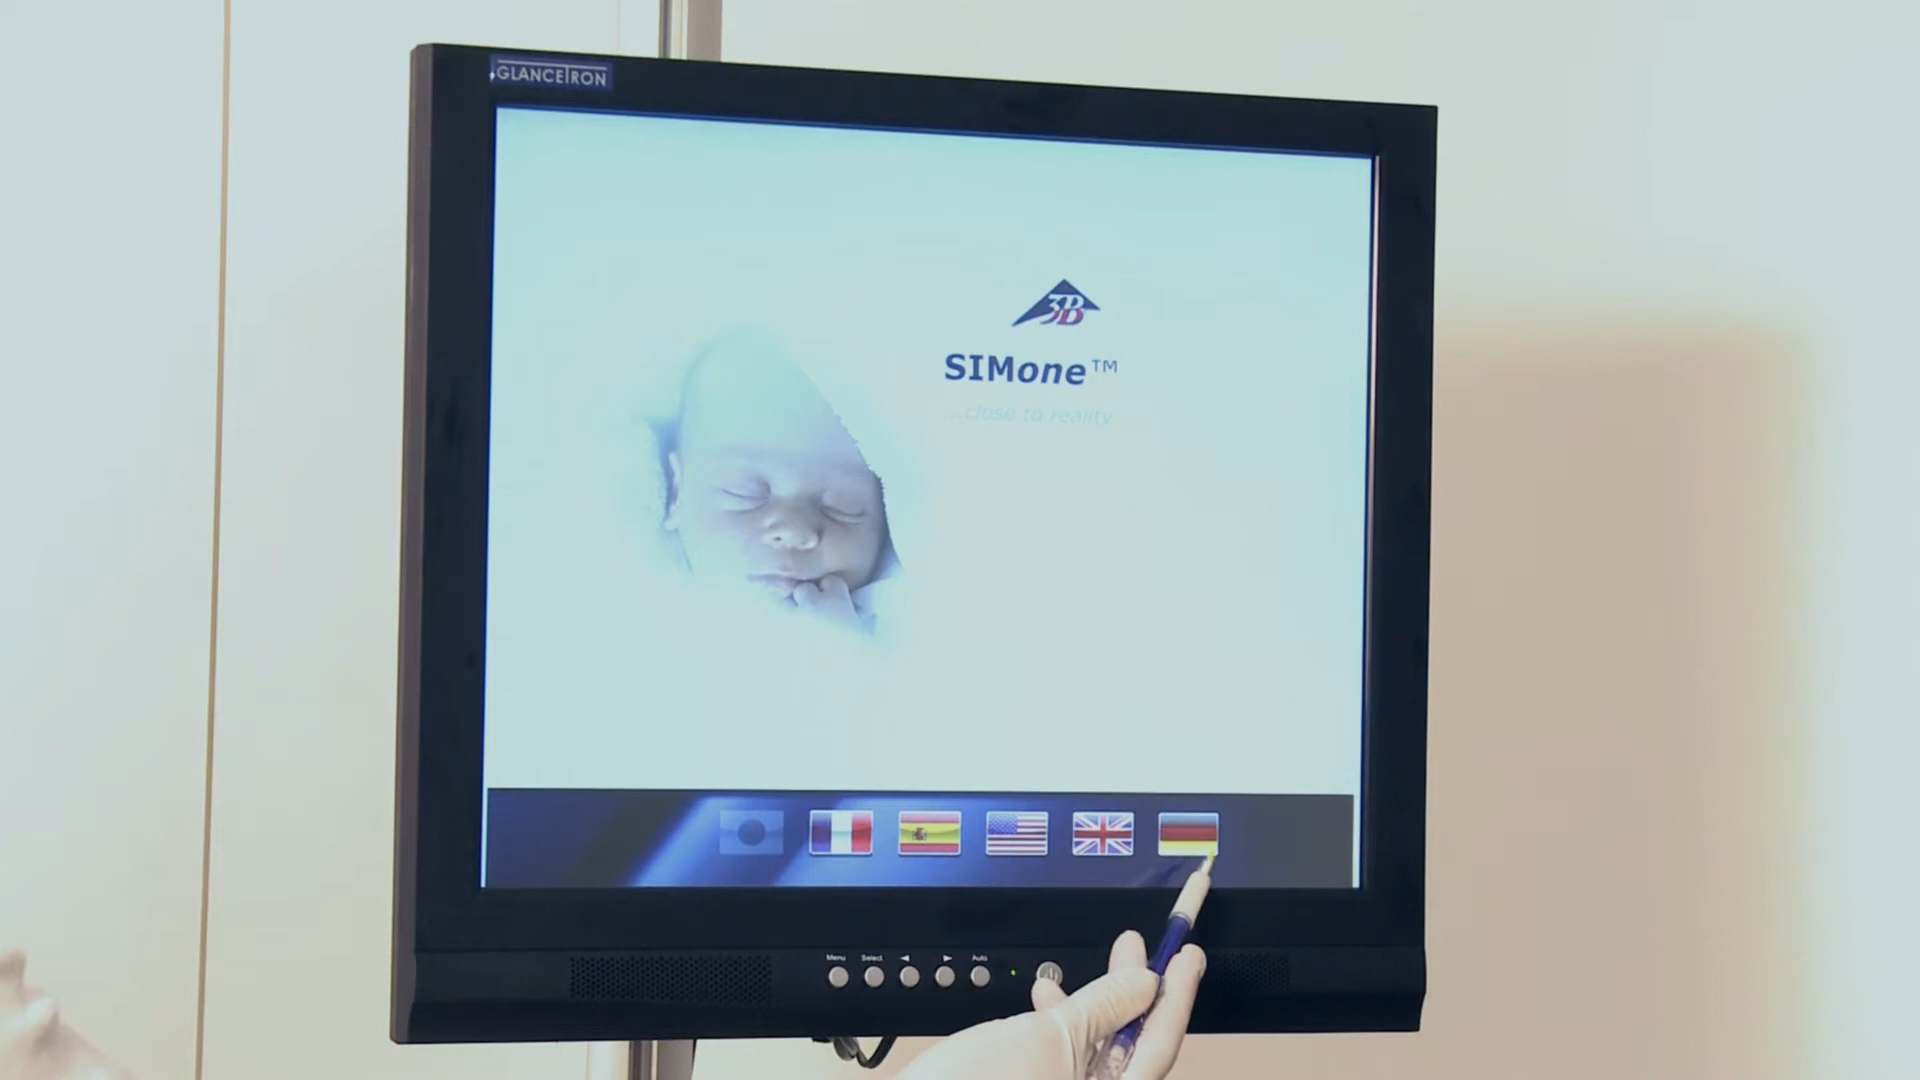 GLANCETRON
3B
SIMone™
...close to reality
Menu Select Auto